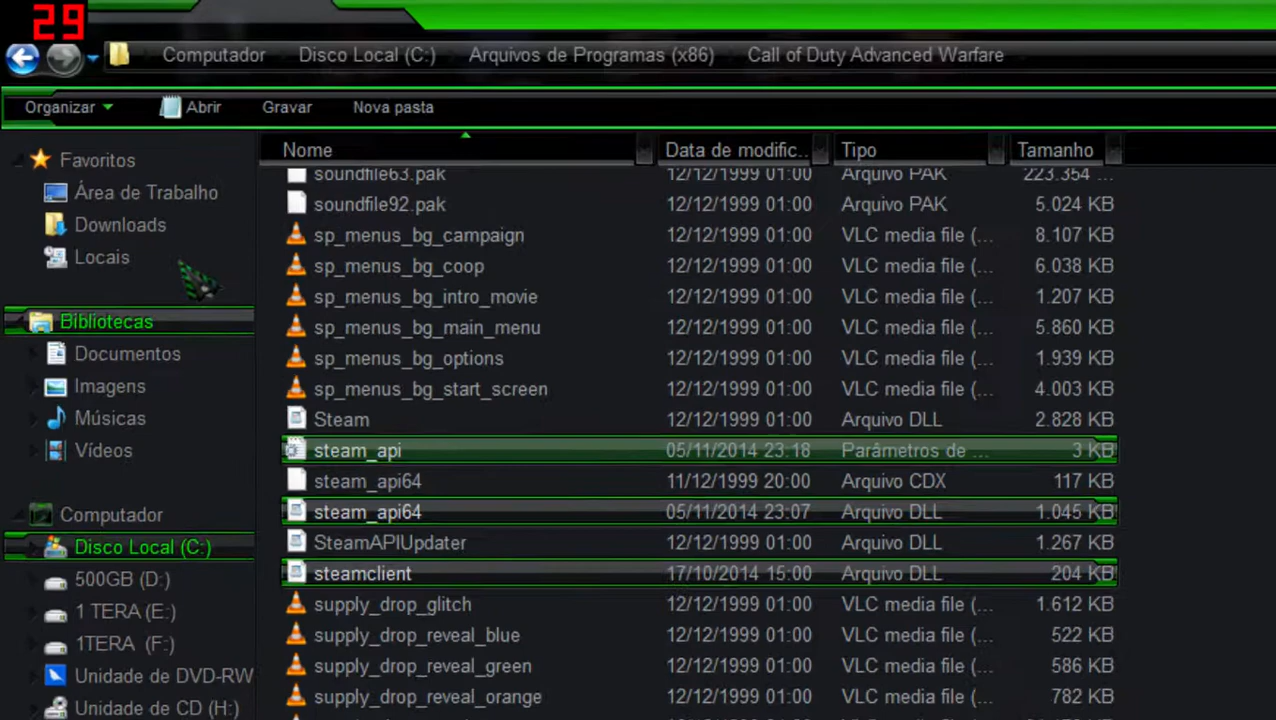 29
Computador Disco Local (C:) Arquivos de Programas (x86) Call of Duty Advanced Warfare
Organizar Abrir Gravar Nova pasta
Favoritos
Área de Trabalho
Downloads
Locais
Bibliotecas
Documentos
Imagens
Músicas
Vídeos
Computador
Disco Local (C:)
500GB (D:)
1 TERA (E:)
1TERA (F:)
Unidade de DVD-RW
Unidade de CD (H:)
Nome Data de modific... Tipo Tamanho
soundfile63.pak 12/12/1999 01:00 Arquivo PAK 223.354 ...
soundfile92.pak 12/12/1999 01:00 Arquivo PAK 5.024 KB
sp_menus_bg_campaign 12/12/1999 01:00 VLC media file (... 8.107 KB
sp_menus_bg_coop 12/12/1999 01:00 VLC media file (... 6.038 KB
sp_menus_bg_intro_movie 12/12/1999 01:00 VLC media file (... 1.207 KB
sp_menus_bg_main_menu 12/12/1999 01:00 VLC media file (... 5.860 KB
sp_menus_bg_options 12/12/1999 01:00 VLC media file (... 1.939 KB
sp_menus_bg_start_screen 12/12/1999 01:00 VLC media file (... 4.003 KB
Steam 12/12/1999 01:00 Arquivo DLL 2.828 KB
steam_api 05/11/2014 23:18 Parâmetros de ... 3 KB
steam_api64 11/12/1999 20:00 Arquivo CDX 117 KB
steam_api64 05/11/2014 23:07 Arquivo DLL 1.045 KB
SteamAPIUpdater 12/12/1999 01:00 Arquivo DLL 1.267 KB
steamclient 17/10/2014 15:00 Arquivo DLL 204 KB
supply_drop_glitch 12/12/1999 01:00 VLC media file (... 1.612 KB
supply_drop_reveal_blue 12/12/1999 01:00 VLC media file (... 522 KB
supply_drop_reveal_green 12/12/1999 01:00 VLC media file (... 586 KB
supply_drop_reveal_orange 12/12/1999 01:00 VLC media file (... 782 KB